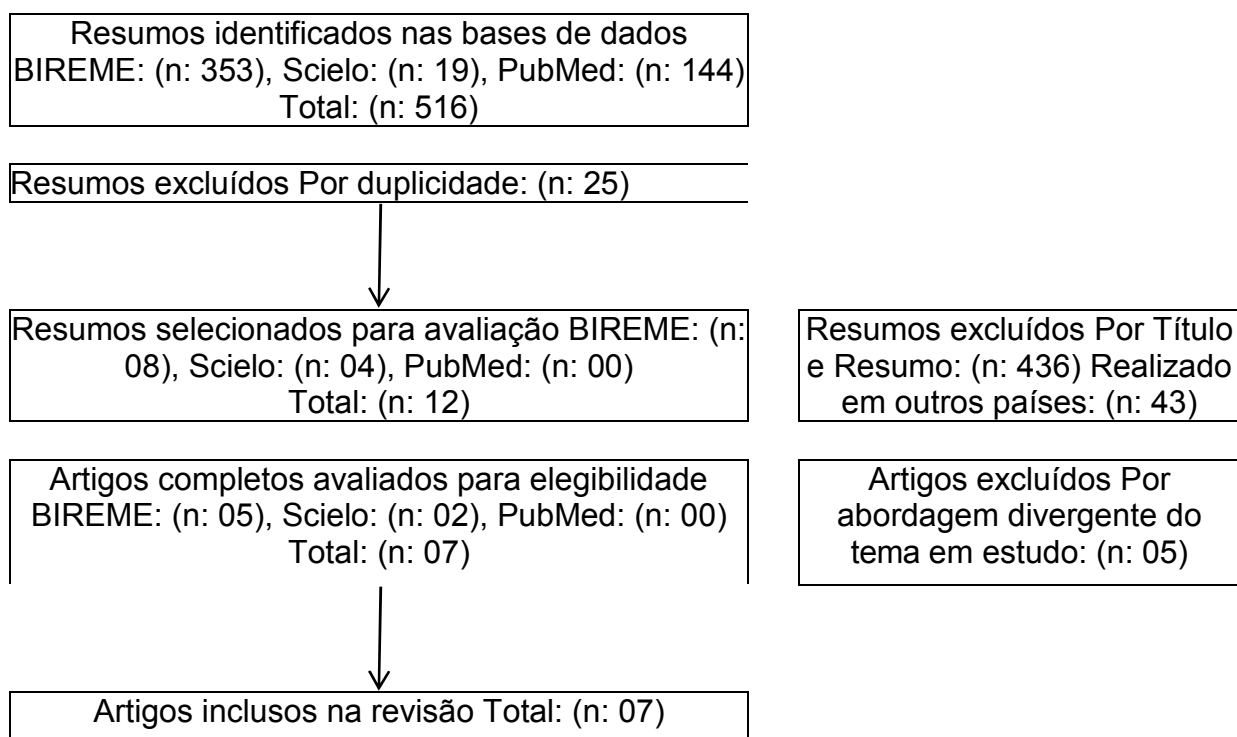 Resumos identificados nas bases de dados
BIREME: (n: 353), Scielo: (n: 19), PubMed: (n: 144)
Total: (n: 516)
Resumos excluídos Por duplicidade: (n: 25)
Resumos selecionados para avaliação BIREME: (n:
08), Scielo: (n: 04), PubMed: (n: 00)
Total: (n: 12)
Resumos excluídos Por Título
e Resumo: (n: 436) Realizado
em outros países: (n: 43)
Artigos completos avaliados para elegibilidade
BIREME: (n: 05), Scielo: (n: 02), PubMed: (n: 00)
Total: (n: 07)
Artigos excluídos Por
abordagem divergente do
tema em estudo: (n: 05)
Artigos inclusos na revisão Total: (n: 07)